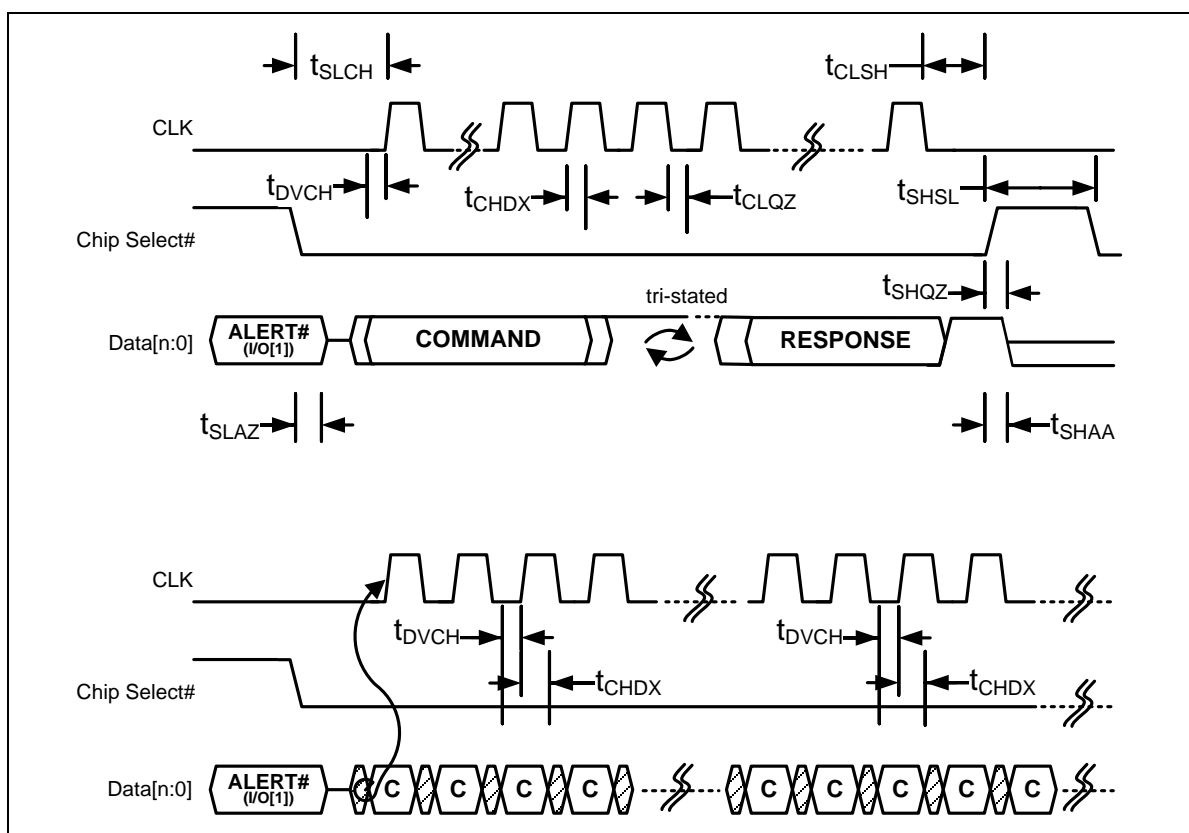 tSLCH
tCLSH
CLK
tDVCH
tCHDX
tCLQZ
tSHSL
Chip Select#
tSHQZ
tri-stated
Data[n:0]
ALERT#
(I/O[1])
COMMAND
RESPONSE
tSLAZ
tSHAA
CLK
tDVCH
tDVCH
tCHDX
tCHDX
Chip Select#
Data[n:0]
ALERT#
(I/O[1])
C C C C C C C C C